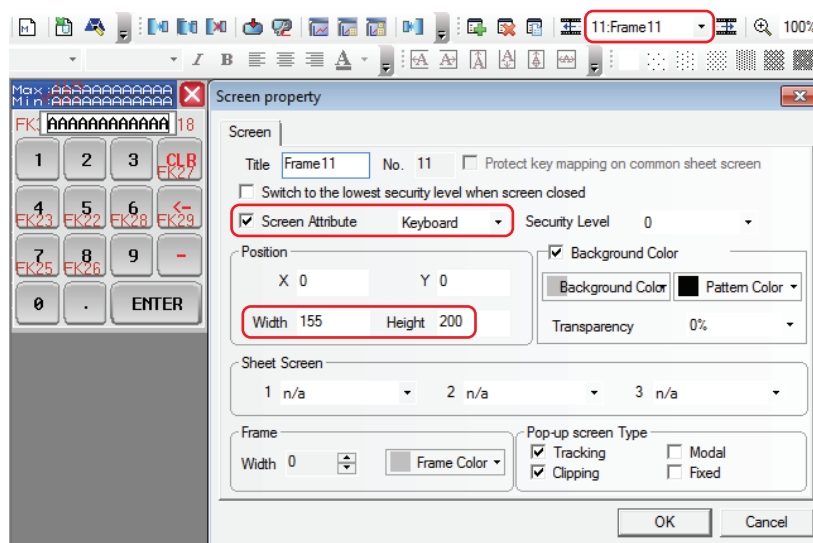 11:Frame11
100%
I B A
Max :AAAAAAAAAAAA
Min :AAAAAAAAAAAA
AAAAAAAAAAAA 18
1 2 3 CLR
FK27
4 5 6 <-
FK23 FK22 FK28 FK29
7 8 9 -
FK25 FK26
0 . ENTER
Screen property
Screen
Title Frame11 No. 11 Protect key mapping on common sheet screen
Switch to the lowest security level when screen closed
Screen Attribute Keyboard Security Level 0
Position
X 0 Y 0
Width 155 Height 200
Background Color
Background Color Pattern Color
Transparency 0%
Sheet Screen
1 n/a 2 n/a 3 n/a
Frame
Width 0 Frame Color
Pop-up screen Type
Tracking Modal
Clipping Fixed
OK Cancel